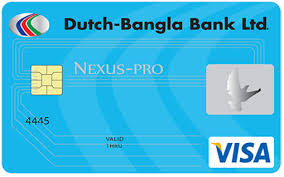 Dutch-Bangla Bank Ltd.
NEXUS-PRO
4445
VALID
THRU
VISA